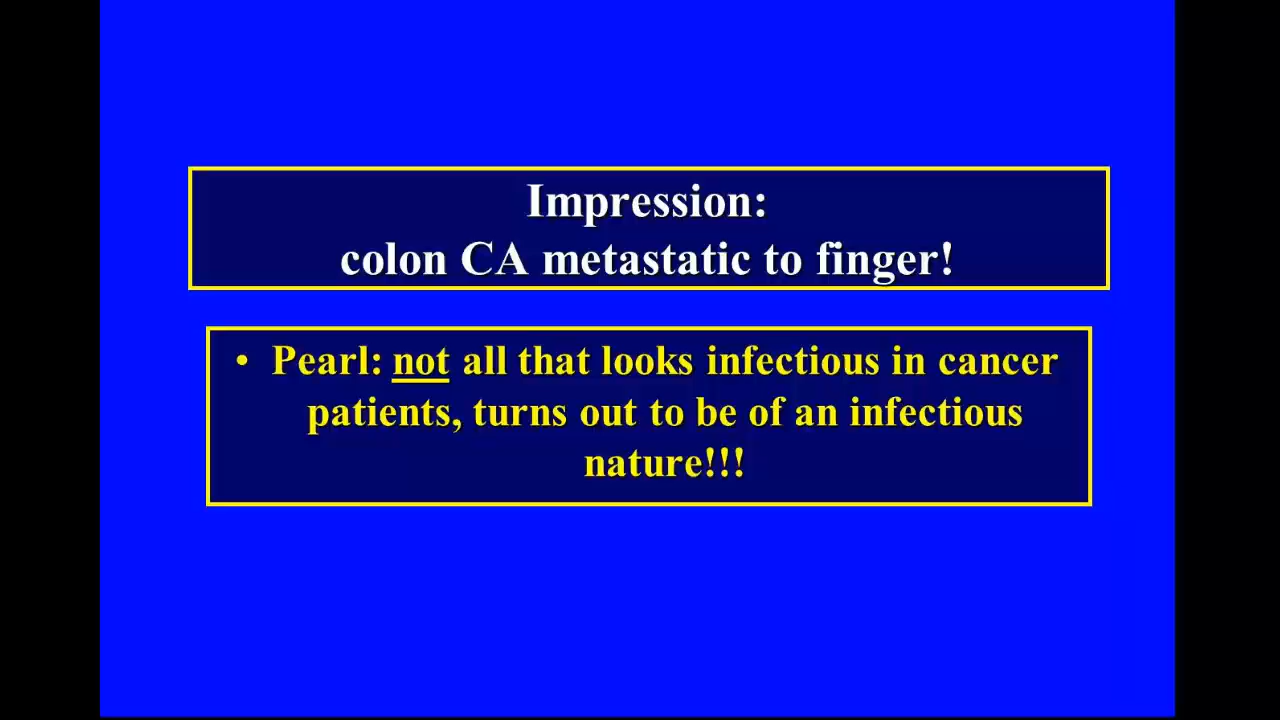 Impression:
colon CA metastatic to finger!
• Pearl: not all that looks infectious in cancer
patients, turns out to be of an infectious
nature!!!